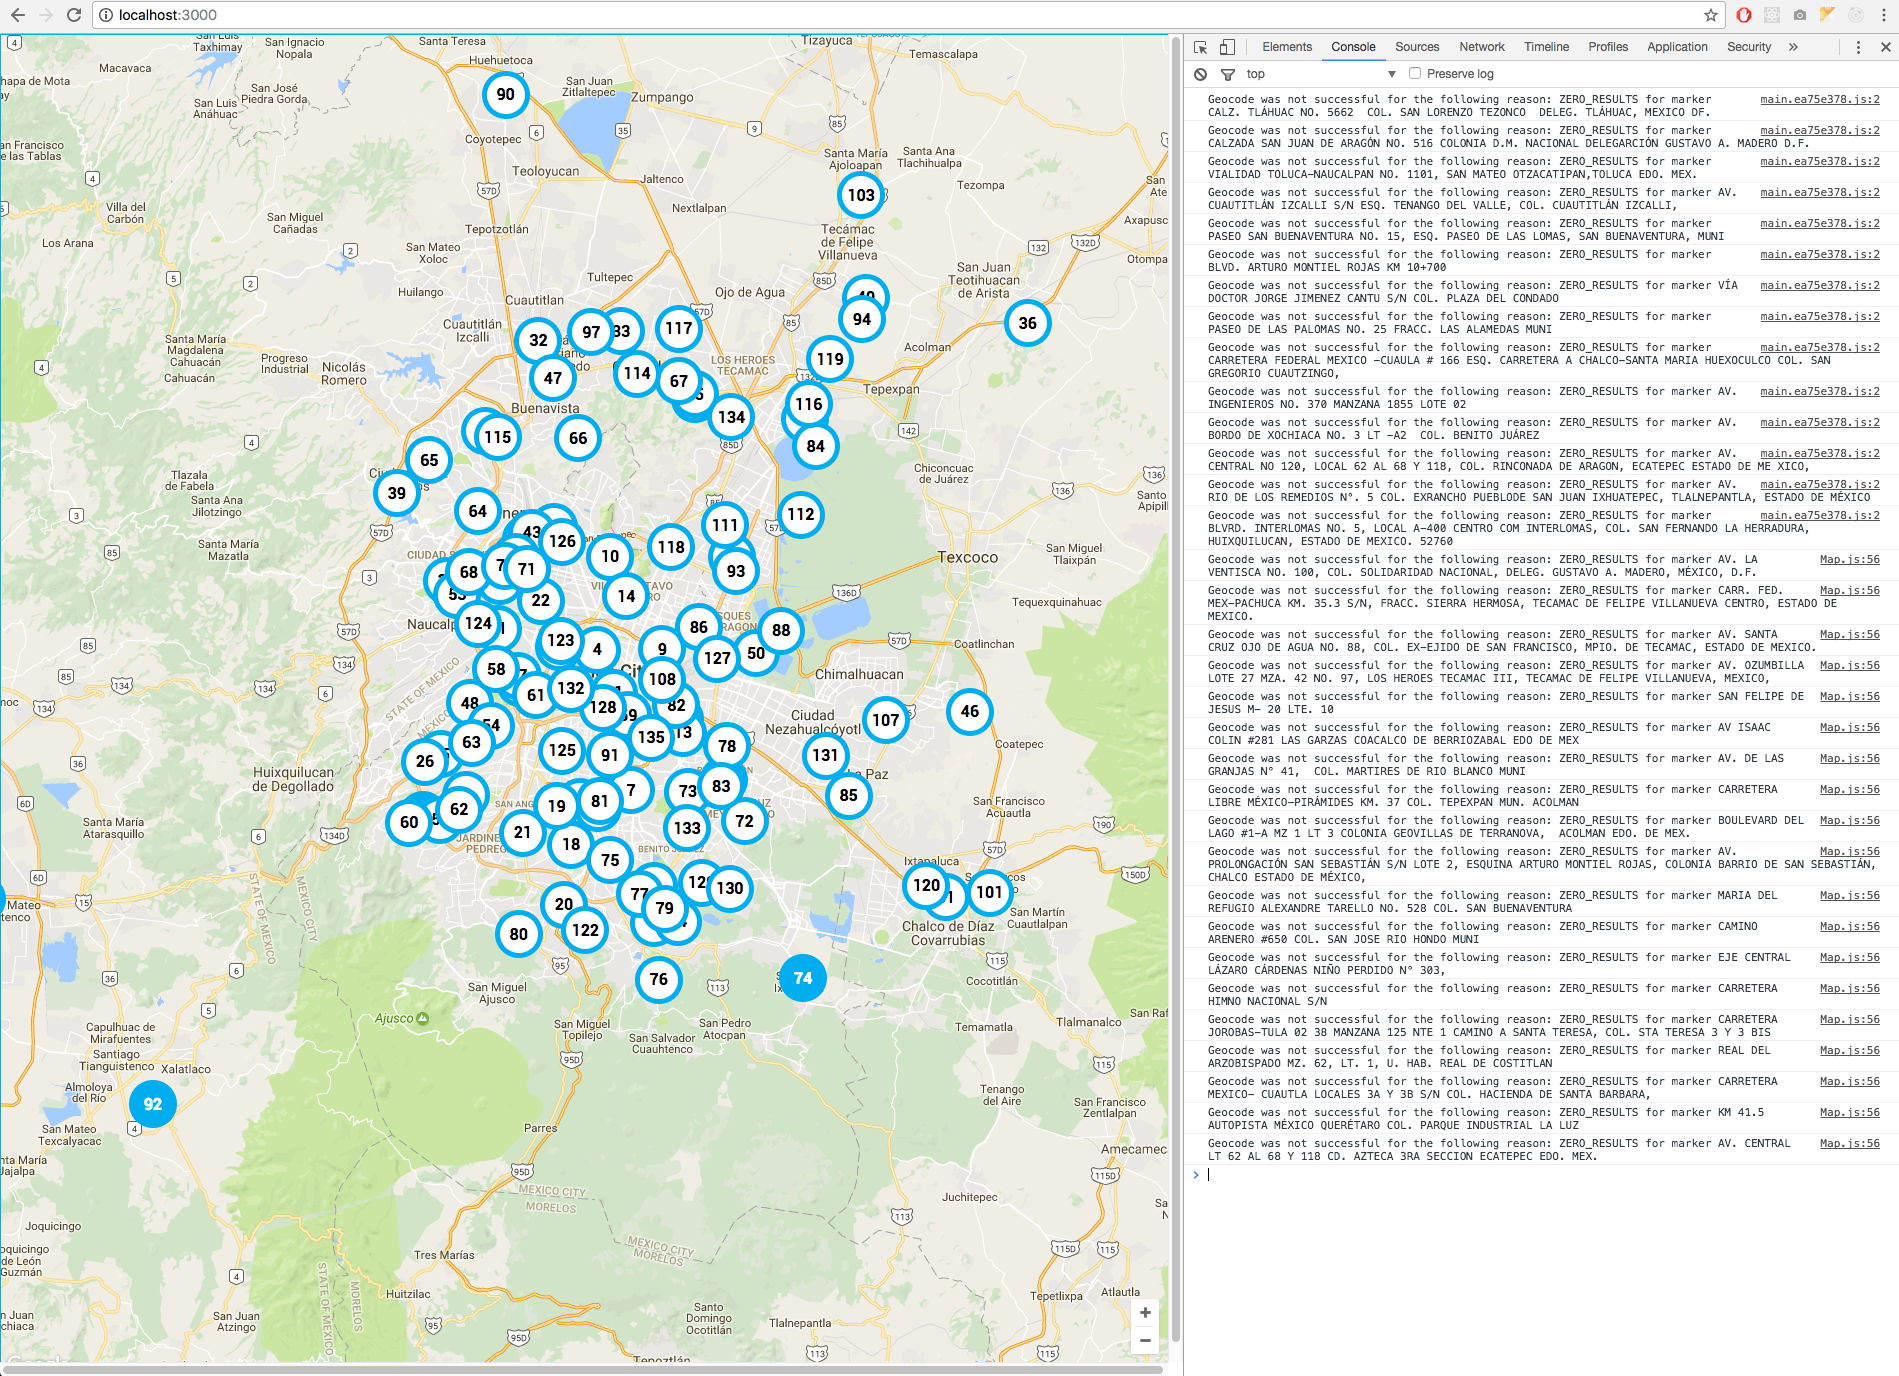 localhost:3000
Elements Console Sources Network Timeline Profiles Application Security »
top Preserve log
Geocode was not successful for the following reason: ZERO_RESULTS for marker main.ea75e378.js:2
CALZ. TLÁHUAC NO. 5662 COL. SAN LORENZO TEZONCO DELEG. TLÁHUAC, MEXICO DF.
Geocode was not successful for the following reason: ZERO_RESULTS for marker main.ea75e378.js:2
CALZADA SAN JUAN DE ARAGÓN NO. 516 COLONIA D.M. NACIONAL DELEGARCIÓN GUSTAVO A. MADERO D.F.
Geocode was not successful for the following reason: ZERO_RESULTS for marker main.ea75e378.js:2
VIALIDAD TOLUCA-NAUCALPAN NO. 1101, SAN MATEO OTZACATIPAN,TOLUCA EDO. MEX.
Geocode was not successful for the following reason: ZERO_RESULTS for marker AV. main.ea75e378.js:2
CUAUTITLÁN IZCALLI S/N ESQ. TENANGO DEL VALLE, COL. CUAUTITLÁN IZCALLI,
Geocode was not successful for the following reason: ZERO_RESULTS for marker main.ea75e378.js:2
PASEO SAN BUENAVENTURA NO. 15, ESQ. PASEO DE LAS LOMAS, SAN BUENAVENTURA, MUNI
Geocode was not successful for the following reason: ZERO_RESULTS for marker main.ea75e378.js:2
BLVD. ARTURO MONTIEL ROJAS KM 10+700
Geocode was not successful for the following reason: ZERO_RESULTS for marker VÍA main.ea75e378.js:2
DOCTOR JORGE JIMENEZ CANTU S/N COL. PLAZA DEL CONDADO
Geocode was not successful for the following reason: ZERO_RESULTS for marker main.ea75e378.js:2
PASEO DE LAS PALOMAS NO. 25 FRACC. LAS ALAMEDAS MUNI
Geocode was not successful for the following reason: ZERO_RESULTS for marker main.ea75e378.js:2
CARRETERA FEDERAL MEXICO -CUAULA # 166 ESQ. CARRETERA A CHALCO-SANTA MARIA HUEXOCULCO COL. SAN
GREGORIO CUAUTZINGO,
Geocode was not successful for the following reason: ZERO_RESULTS for marker AV. main.ea75e378.js:2
INGENIEROS NO. 370 MANZANA 1855 LOTE 02
Geocode was not successful for the following reason: ZERO_RESULTS for marker AV. main.ea75e378.js:2
BORDO DE XOCHIACA NO. 3 LT -A2 COL. BENITO JUÁREZ
Geocode was not successful for the following reason: ZERO_RESULTS for marker AV. main.ea75e378.js:2
CENTRAL NO 120, LOCAL 62 AL 68 Y 118, COL. RINCONADA DE ARAGON, ECATEPEC ESTADO DE ME XICO,
Geocode was not successful for the following reason: ZERO_RESULTS for marker AV. main.ea75e378.js:2
RIO DE LOS REMEDIOS N°. 5 COL. EXRANCHO PUEBLODE SAN JUAN IXHUATEPEC, TLALNEPANTLA, ESTADO DE MÉXICO
Geocode was not successful for the following reason: ZERO_RESULTS for marker main.ea75e378.js:2
BLVRD. INTERLOMAS NO. 5, LOCAL A-400 CENTRO COM INTERLOMAS, COL. SAN FERNANDO LA HERRADURA,
HUIXQUILUCAN, ESTADO DE MEXICO. 52760
Geocode was not successful for the following reason: ZERO_RESULTS for marker AV. LA Map.js:56
VENTISCA NO. 100, COL. SOLIDARIDAD NACIONAL, DELEG. GUSTAVO A. MADERO, MÉXICO, D.F.
Geocode was not successful for the following reason: ZERO_RESULTS for marker CARR. FED. Map.js:56
MEX-PACHUCA KM. 35.3 S/N, FRACC. SIERRA HERMOSA, TECAMAC DE FELIPE VILLANUEVA CENTRO, ESTADO DE
MEXICO.
Geocode was not successful for the following reason: ZERO_RESULTS for marker AV. SANTA Map.js:56
CRUZ OJO DE AGUA NO. 88, COL. EX-EJIDO DE SAN FRANCISCO, MPIO. DE TECAMAC, ESTADO DE MEXICO.
Geocode was not successful for the following reason: ZERO_RESULTS for marker AV. OZUMBILLA Map.js:56
LOTE 27 MZA. 42 NO. 97, LOS HEROES TECAMAC III, TECAMAC DE FELIPE VILLANUEVA, MEXICO,
Geocode was not successful for the following reason: ZERO_RESULTS for marker SAN FELIPE DE Map.js:56
JESUS M- 20 LTE. 10
Geocode was not successful for the following reason: ZERO_RESULTS for marker AV ISAAC Map.js:56
COLIN #281 LAS GARZAS COACALCO DE BERRIOZABAL EDO DE MEX
Geocode was not successful for the following reason: ZERO_RESULTS for marker AV. DE LAS Map.js:56
GRANJAS N° 41, COL. MARTIRES DE RIO BLANCO MUNI
Geocode was not successful for the following reason: ZERO_RESULTS for marker CARRETERA Map.js:56
LIBRE MÉXICO-PIRÁMIDES KM. 37 COL. TEPEXPAN MUN. ACOLMAN
Geocode was not successful for the following reason: ZERO_RESULTS for marker BOULEVARD DEL Map.js:56
LAGO #1-A MZ 1 LT 3 COLONIA GEOVILLAS DE TERRANOVA, ACOLMAN EDO. DE MEX.
Geocode was not successful for the following reason: ZERO_RESULTS for marker AV. Map.js:56
PROLONGACIÓN SAN SEBASTIÁN S/N LOTE 2, ESQUINA ARTURO MONTIEL ROJAS, COLONIA BARRIO DE SAN SEBASTIÁN,
CHALCO ESTADO DE MÉXICO,
Geocode was not successful for the following reason: ZERO_RESULTS for marker MARIA DEL Map.js:56
REFUGIO ALEXANDRE TARELLO NO. 528 COL. SAN BUENAVENTURA
Geocode was not successful for the following reason: ZERO_RESULTS for marker CAMINO Map.js:56
ARENERO #650 COL. SAN JOSE RIO HONDO MUNI
Geocode was not successful for the following reason: ZERO_RESULTS for marker EJE CENTRAL Map.js:56
LÁZARO CÁRDENAS NIÑO PERDIDO N° 303,
Geocode was not successful for the following reason: ZERO_RESULTS for marker CARRETERA Map.js:56
HIMNO NACIONAL S/N
Geocode was not successful for the following reason: ZERO_RESULTS for marker CARRETERA Map.js:56
JOROBAS-TULA 02 38 MANZANA 125 NTE 1 CAMINO A SANTA TERESA, COL. STA TERESA 3 Y 3 BIS
Geocode was not successful for the following reason: ZERO_RESULTS for marker REAL DEL Map.js:56
ARZOBISPADO MZ. 62, LT. 1, U. HAB. REAL DE COSTITLAN
Geocode was not successful for the following reason: ZERO_RESULTS for marker CARRETERA Map.js:56
MEXICO- CUAUTLA LOCALES 3A Y 3B S/N COL. HACIENDA DE SANTA BARBARA,
Geocode was not successful for the following reason: ZERO_RESULTS for marker KM 41.5 Map.js:56
AUTOPISTA MÉXICO QUERÉTARO COL. PARQUE INDUSTRIAL LA LUZ
Geocode was not successful for the following reason: ZERO_RESULTS for marker AV. CENTRAL Map.js:56
LT 62 AL 68 Y 118 CD. AZTECA 3RA SECCION ECATEPEC EDO. MEX.
Taxhimay
San Ignacio
Nopala
Santa Teresa
Huehuetoca
Tizayuca
Temascalapa
Macavaca
San José
Piedra Gorda
San Luis
Anáhuac
90
San Juan
Zitlaltepec
Zumpango
Coyotepec
Teoloyucan
Jaltenco
Nextlalpan
Santa María
Ajoloapan
Santa Ana
Tlachihualpa
Tezompa
103
Villa del
Carbón
San Miguel
Cañadas
Tepotzotlán
Los Arana
San Mateo
Xoloc
Tecámac
de Felipe
Villanueva
Otompa
Huilango
Tultepec
Ojo de Agua
San Juan
Teotihuacan
de Arista
Cuautitlan
Cuautitlán
Izcalli
32
97
33
117
94
36
119
Acolman
Tepexpan
LOS HEROES
TECAMAC
Santa María
Magdalena
Cahuacán
Cahuacán
Progreso
Industrial
Nicolás
Romero
47
114
67
134
116
84
Buenavista
115
66
65
39
Tlazala
de Fabela
Santa Ana
Jilotzingo
Santa María
Mazatla
Chiconcuac
de Juárez
64
43
126
10
118
111
112
93
Texcoco
San Miguel
Tlaixpán
68
71
22
14
Tequexquinahuac
124
123
4
9
86
127
50
88
Coatlinchan
Chimalhuacan
58
61
132
128
108
82
48
63
26
125
91
135
78
Ciudad
Nezahualcóyotl
107
46
131
85
Coatepec
STATE OF MEXICO
Huixquilucan
de Degollado
Santa María
Atarasquillo
60
62
19
81
7
73
83
72
133
21
18
75
San Francisco
Acuautla
Ixtapaluca
120
101
San Martín
Cuautlalpan
Chalco de Díaz
Covarrubias
77
79
130
20
122
80
76
74
Cocotitlán
San Miguel
Ajusco
Ajusco
San Miguel
Topilejo
San Salvador
Cuauhtenco
San Pedro
Atocpan
Temamatla
Tlalmanalco
Capulhuac de
Mirafuentes
Santiago
Tianguistenco
Xalatlaco
Almoloya
del Río
92
San Mateo
Texcalyacac
Parres
Tenango
del Aire
San Francisco
Zentlalpan
Amecamec
MEXICO CITY
MORELOS
Juchitepec
Joquicingo
Tres Marías
MEXICO CITY
MORELOS
Huitzilac
San Juan
Atzingo
Santo
Domingo
Ocotitlán
Tlalnepantla
Tepetlixpa
Atlautla
Tepoztlán